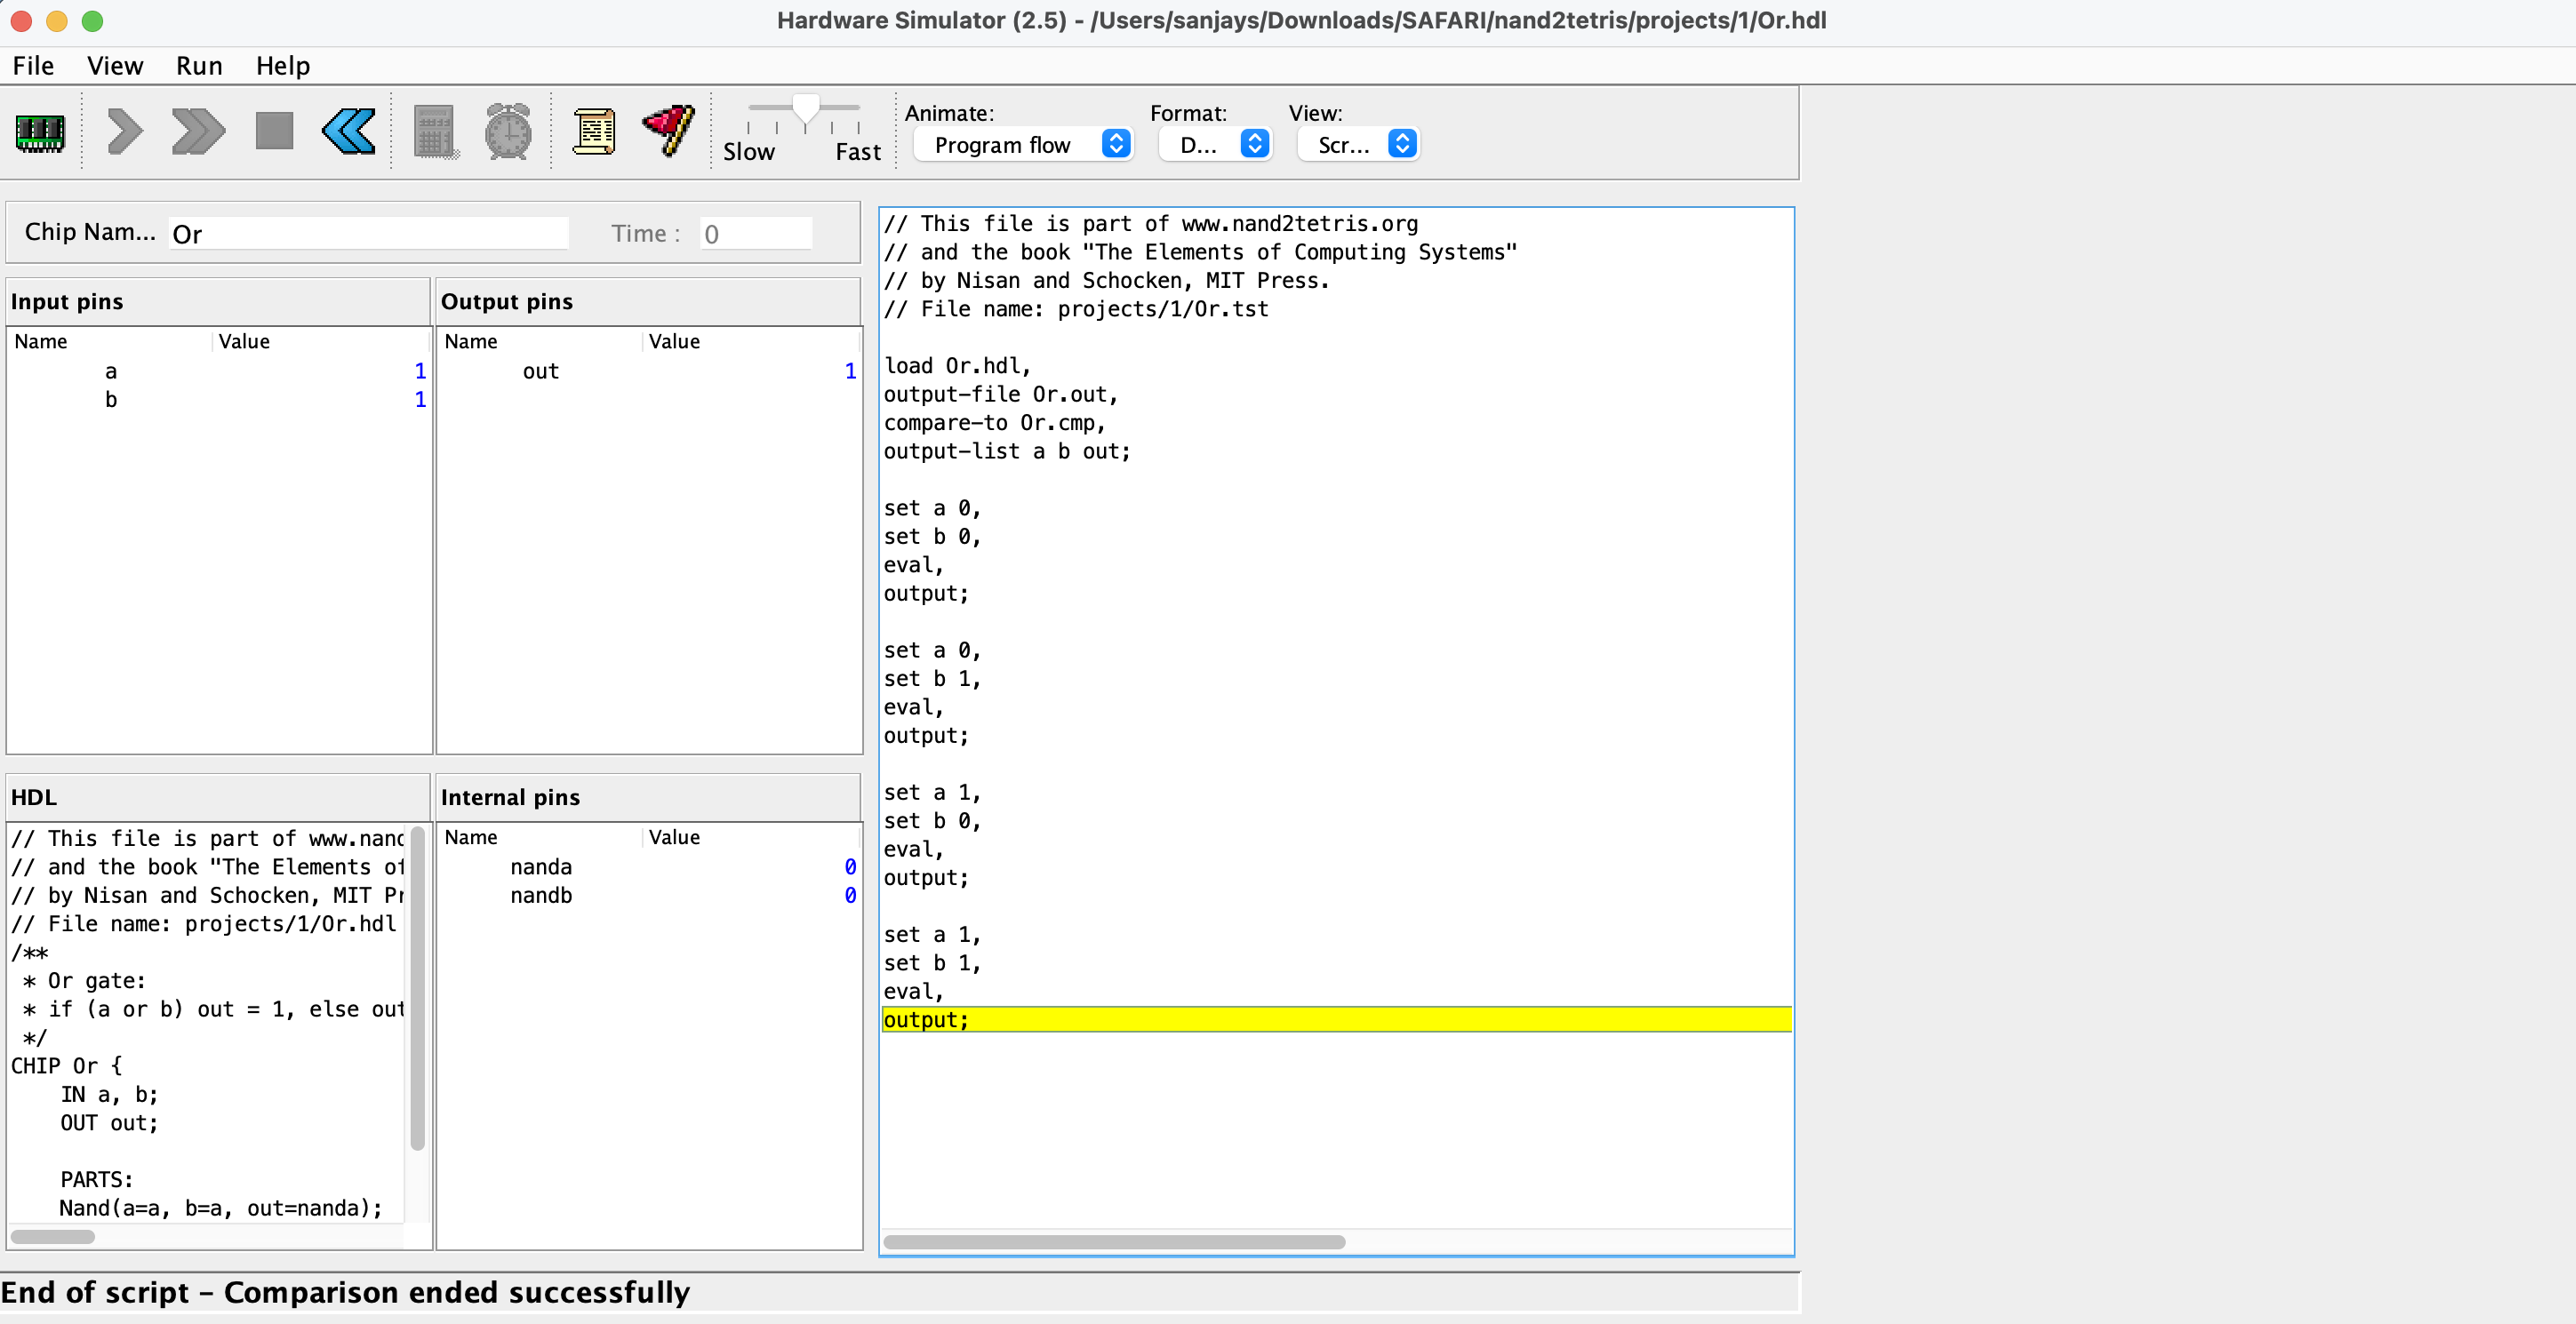 Hardware Simulator (2.5) - /Users/sanjays/Downloads/SAFARI/nand2tetris/projects/1/Or.hdl
File View Run Help
Slow Fast
Animate: Format: View:
Program flow D... Scr...
Chip Nam... Or Time : 0
Input pins
Name Value
a 1
b 1
Output pins
Name Value
out 1
HDL
// This file is part of www.nand
// and the book "The Elements of
// by Nisan and Schocken, MIT Pr
// File name: projects/1/Or.hdl
/**
* Or gate:
* if (a or b) out = 1, else out
*/
CHIP Or {
IN a, b;
OUT out;
PARTS:
Nand(a=a, b=a, out=nanda);
Internal pins
Name Value
nanda 0
nandb 0
// This file is part of www.nand2tetris.org
// and the book "The Elements of Computing Systems"
// by Nisan and Schocken, MIT Press.
// File name: projects/1/Or.tst
load Or.hdl,
output-file Or.out,
compare-to Or.cmp,
output-list a b out;
set a 0,
set b 0,
eval,
output;
set a 0,
set b 1,
eval,
output;
set a 1,
set b 0,
eval,
output;
set a 1,
set b 1,
eval,
output;
End of script - Comparison ended successfully